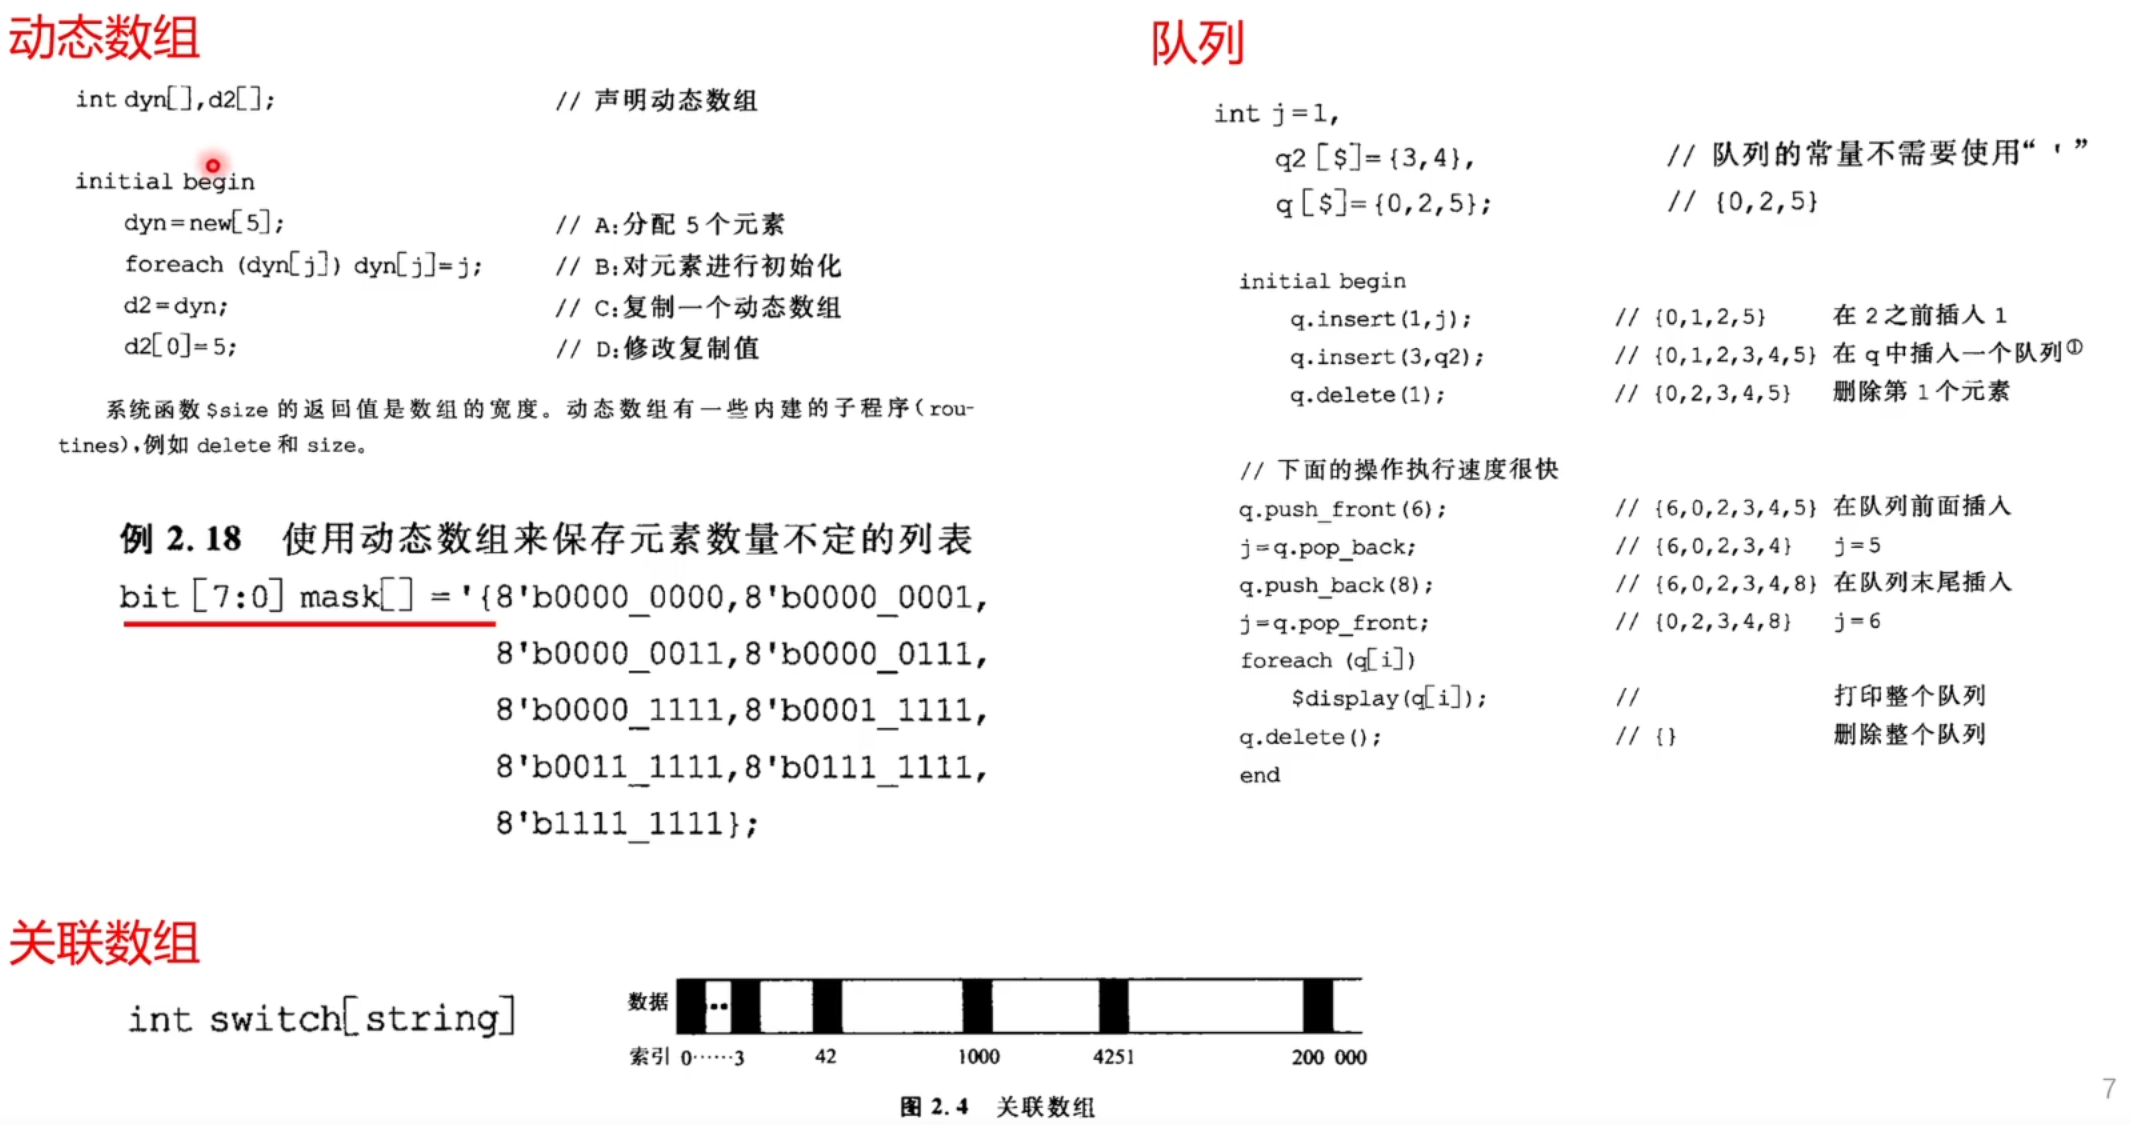 动态数组
int dyn[],d2[];    // 声明动态数组
initial begin
dyn=new[5];    // A:分配 5 个元素
foreach (dyn[j]) dyn[j]=j;    // B:对元素进行初始化
d2=dyn;    // C:复制一个动态数组
d2[0]=5;    // D:修改复制值
系统函数$size 的返回值是数组的宽度。动态数组有一些内建的子程序(rou-
tines),例如 delete 和 size。
例 2.18 使用动态数组来保存元素数量不定的列表
bit [7:0] mask[] = '{8'b0000_0000,8'b0000_0001,
8'b0000_0011,8'b0000_0111,
8'b0000_1111,8'b0001_1111,
8'b0011_1111,8'b0111_1111,
8'b1111_1111};
队列
int j=1,
q2 [$]={3,4},    // 队列的常量不需要使用“ ' ”
q [$]={0,2,5};    // {0,2,5}
initial begin
q.insert(1,j);    // {0,1,2,5} 在 2 之前插入 1
q.insert(3,q2);    // {0,1,2,3,4,5} 在 q 中插入一个队列①
q.delete(1);    // {0,2,3,4,5} 删除第 1 个元素
// 下面的操作执行速度很快
q.push_front(6);    // {6,0,2,3,4,5} 在队列前面插入
j=q.pop_back;    // {6,0,2,3,4} j=5
q.push_back(8);    // {6,0,2,3,4,8} 在队列末尾插入
j=q.pop_front;    // {0,2,3,4,8} j=6
foreach (q[i])
$display(q[i]);    // 打印整个队列
q.delete();    // {} 删除整个队列
end
关联数组
int switch[string]
数据
索引 0……3 42 1000 4251 200 000
图 2.4 关联数组
7